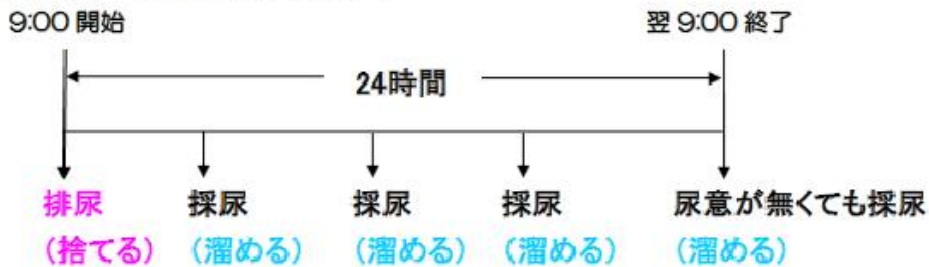 9:00 開始 翌 9:00 終了
24時間
排尿 採尿 採尿 採尿 尿意が無くても採尿
(捨てる) (溜める) (溜める) (溜める) (溜める)